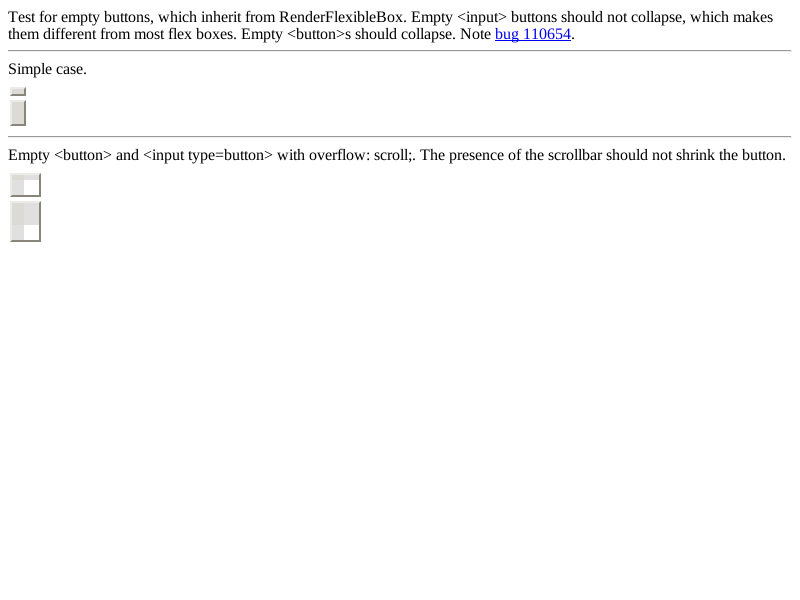 Test for empty buttons, which inherit from RenderFlexibleBox. Empty <input> buttons should not collapse, which makes
them different from most flex boxes. Empty <button>s should collapse. Note bug 110654.
Simple case.
Empty <button> and <input type=button> with overflow: scroll;. The presence of the scrollbar should not shrink the button.